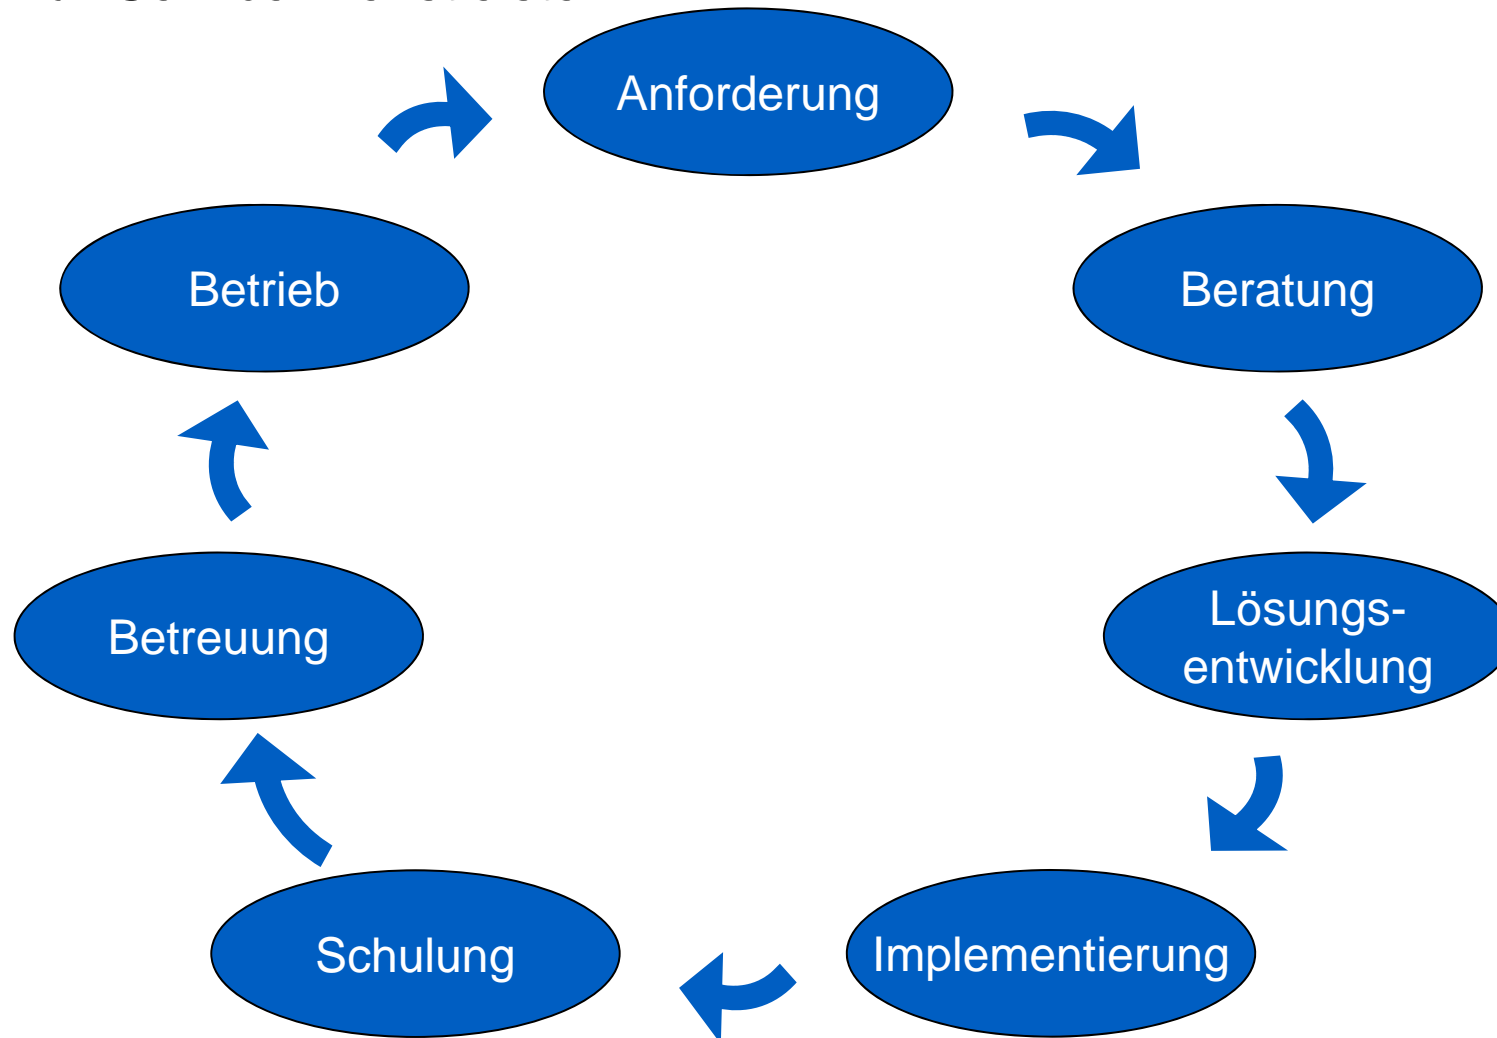 Anforderung
Beratung
Lösungs-
entwicklung
Implementierung
Schulung
Betreuung
Betrieb